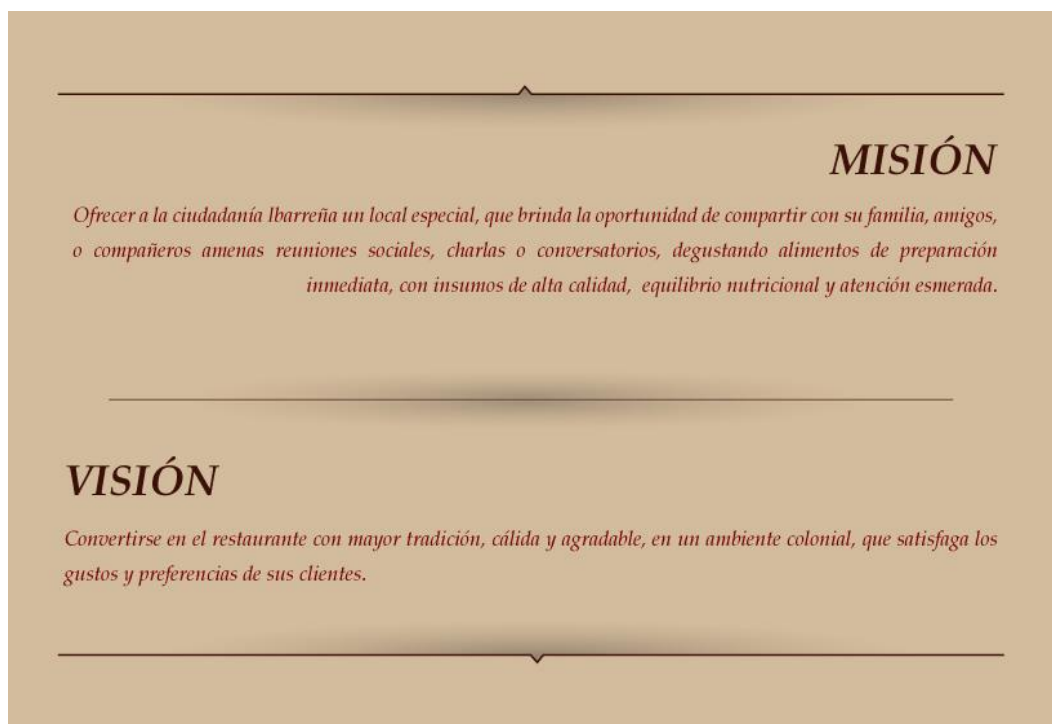 MISIÓN
Ofrecer a la ciudadanía Ibarreña un local especial, que brinda la oportunidad de compartir con su familia, amigos,
o compañeros amenas reuniones sociales, charlas o conversatorios, degustando alimentos de preparación
inmediata, con insumos de alta calidad, equilibrio nutricional y atención esmerada.
VISIÓN
Convertirse en el restaurante con mayor tradición, cálida y agradable, en un ambiente colonial, que satisfaga los
gustos y preferencias de sus clientes.